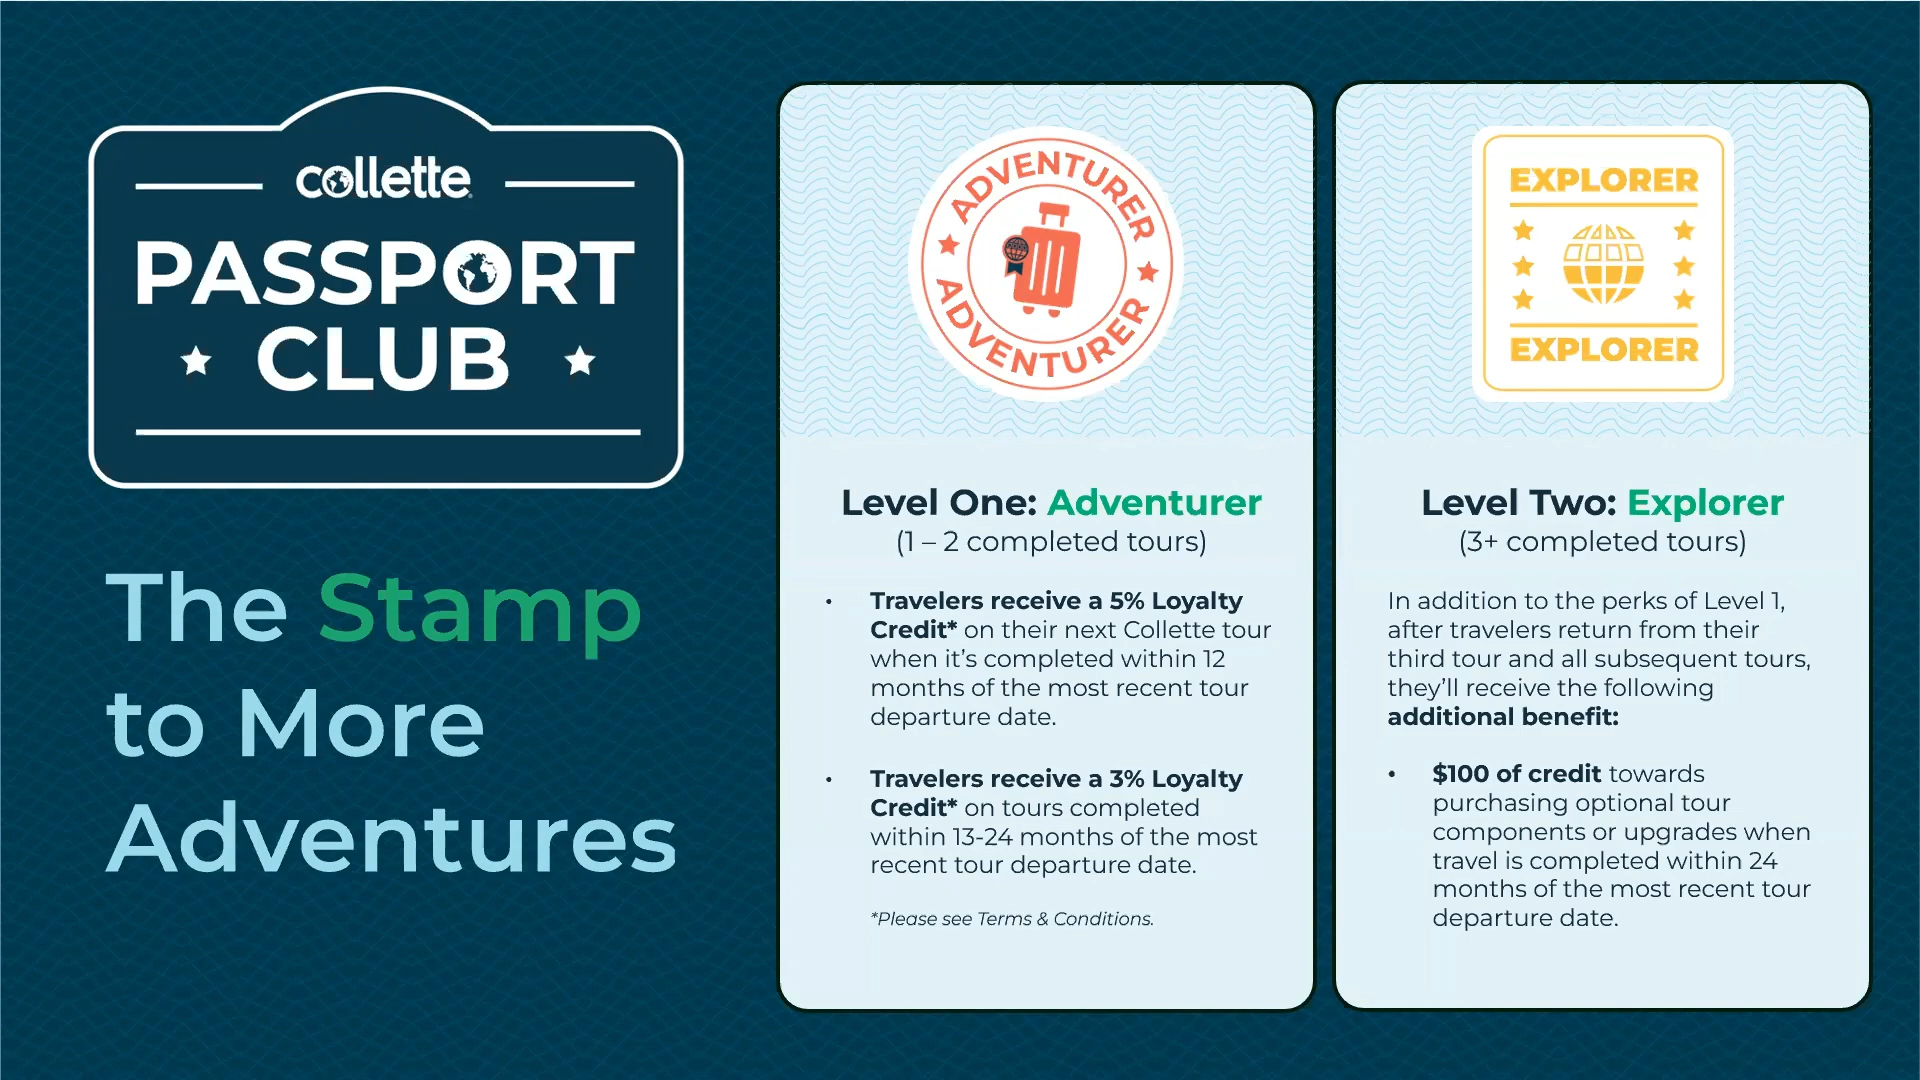 collette
PASSPORT
CLUB
The Stamp
to More
Adventures
ADVENTURER
ADVENTURER
Level One: Adventurer
(1 – 2 completed tours)
• Travelers receive a 5% Loyalty
Credit* on their next Collette tour
when it's completed within 12
months of the most recent tour
departure date.
• Travelers receive a 3% Loyalty
Credit* on tours completed
within 13-24 months of the most
recent tour departure date.
*Please see Terms & Conditions.
EXPLORER
EXPLORER
Level Two: Explorer
(3+ completed tours)
In addition to the perks of Level 1,
after travelers return from their
third tour and all subsequent tours,
they'll receive the following
additional benefit:
• $100 of credit towards
purchasing optional tour
components or upgrades when
travel is completed within 24
months of the most recent tour
departure date.